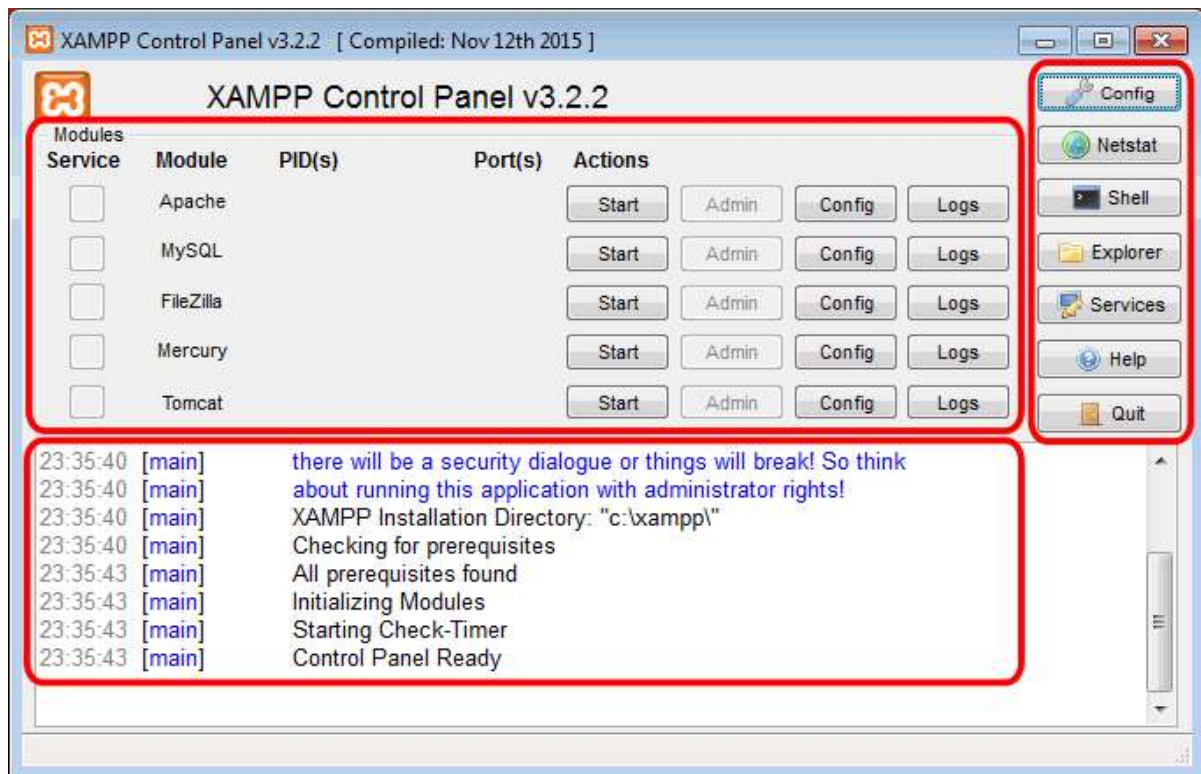 XAMPP Control Panel v3.2.2 [ Compiled: Nov 12th 2015 ]
XAMPP Control Panel v3.2.2
Modules
Service Module PID(s) Port(s) Actions
Apache Start Admin Config Logs
MySQL Start Admin Config Logs
FileZilla Start Admin Config Logs
Mercury Start Admin Config Logs
Tomcat Start Admin Config Logs
Config
Netstat
Shell
Explorer
Services
Help
Quit
23:35:40 [main] there will be a security dialogue or things will break! So think
23:35:40 [main] about running this application with administrator rights!
23:35:40 [main] XAMPP Installation Directory: "c:\xampp\"
23:35:40 [main] Checking for prerequisites
23:35:43 [main] All prerequisites found
23:35:43 [main] Initializing Modules
23:35:43 [main] Starting Check-Timer
23:35:43 [main] Control Panel Ready